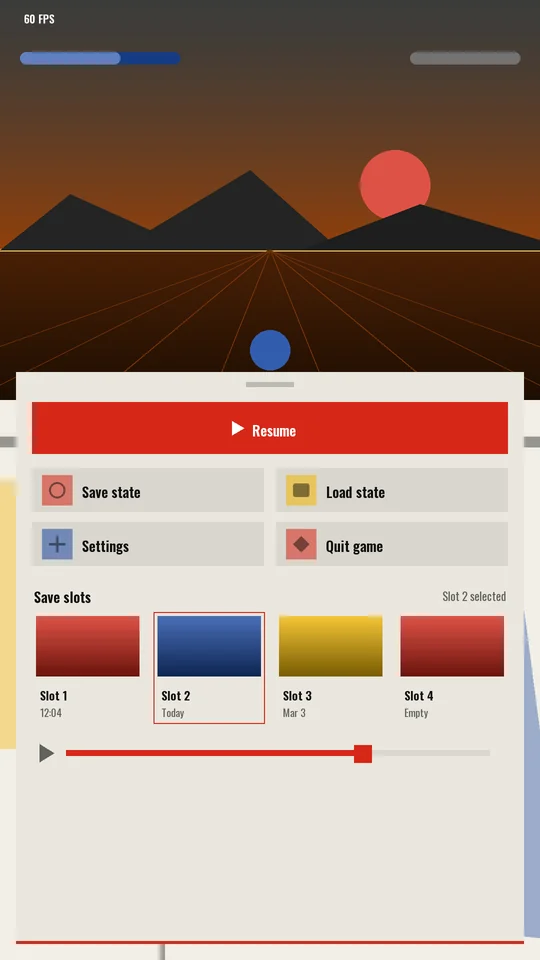 60 FPS
Resume
Save state
Load state
Settings
Quit game
Save slots
Slot 2 selected
Slot 1
12:04
Slot 2
Today
Slot 3
Mar 3
Slot 4
Empty